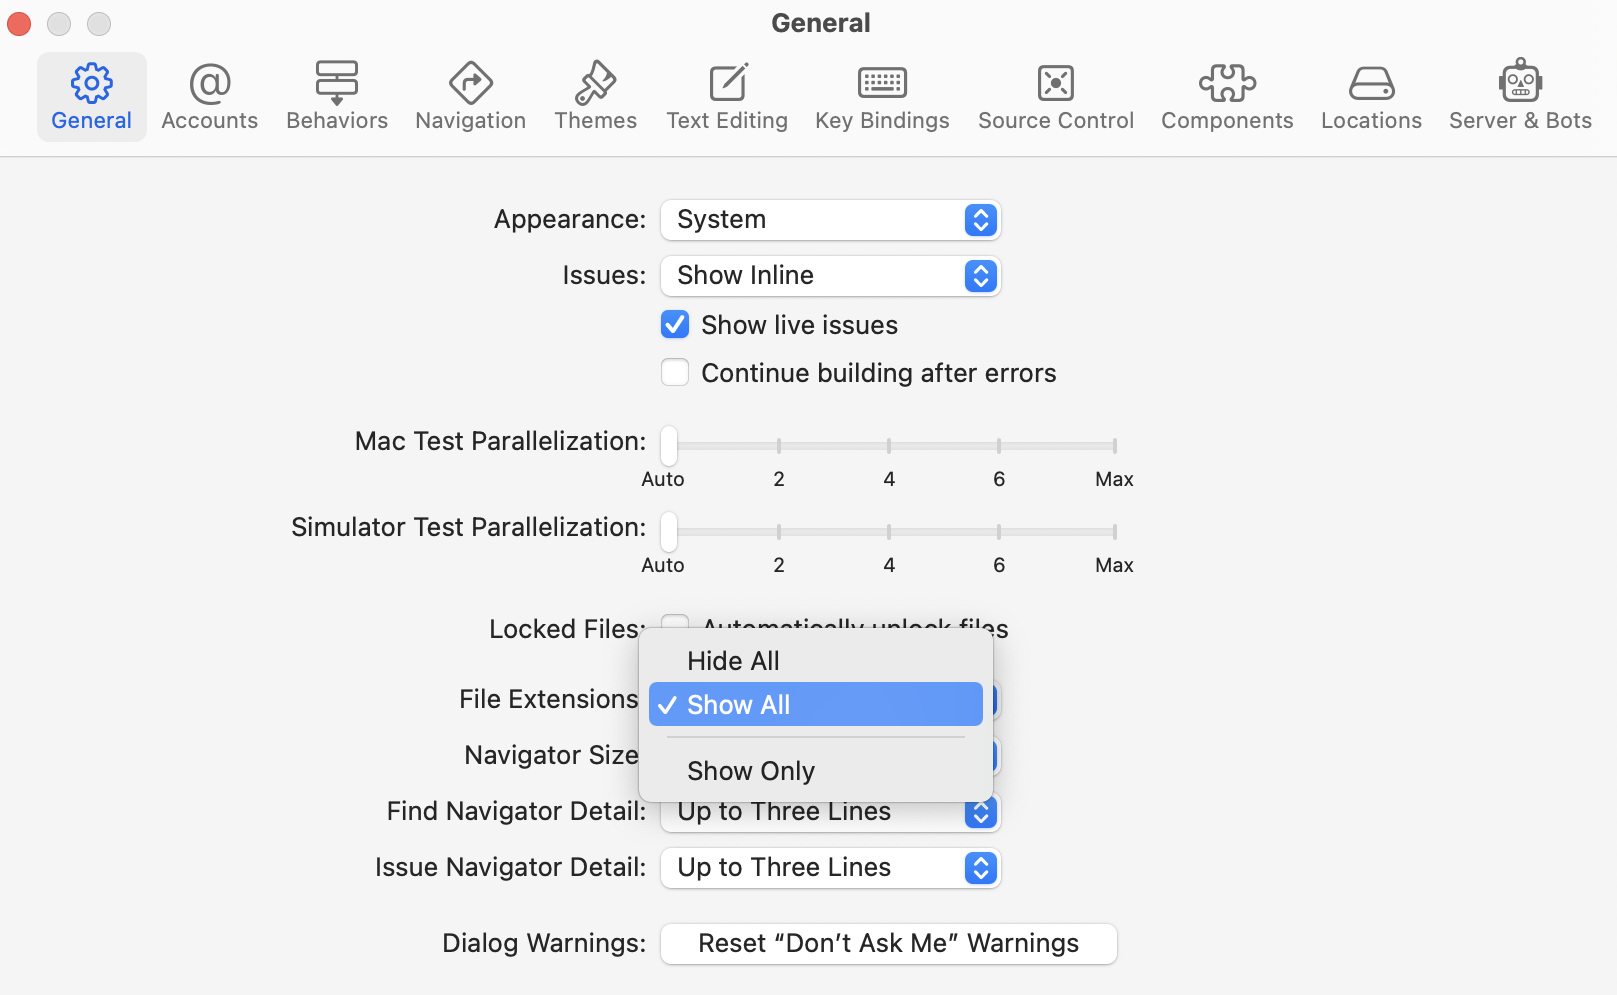 General
General Accounts Behaviors Navigation Themes Text Editing Key Bindings Source Control Components Locations Server & Bots
Appearance: System
Issues: Show Inline
Show live issues
Continue building after errors
Mac Test Parallelization:
Auto 2 4 6 Max
Simulator Test Parallelization:
Auto 2 4 6 Max
Locked Files: Automatically unlock files
Hide All
File Extensions Show All
Navigator Size
Show Only
Find Navigator Detail: Up to Three Lines
Issue Navigator Detail: Up to Three Lines
Dialog Warnings: Reset “Don’t Ask Me” Warnings